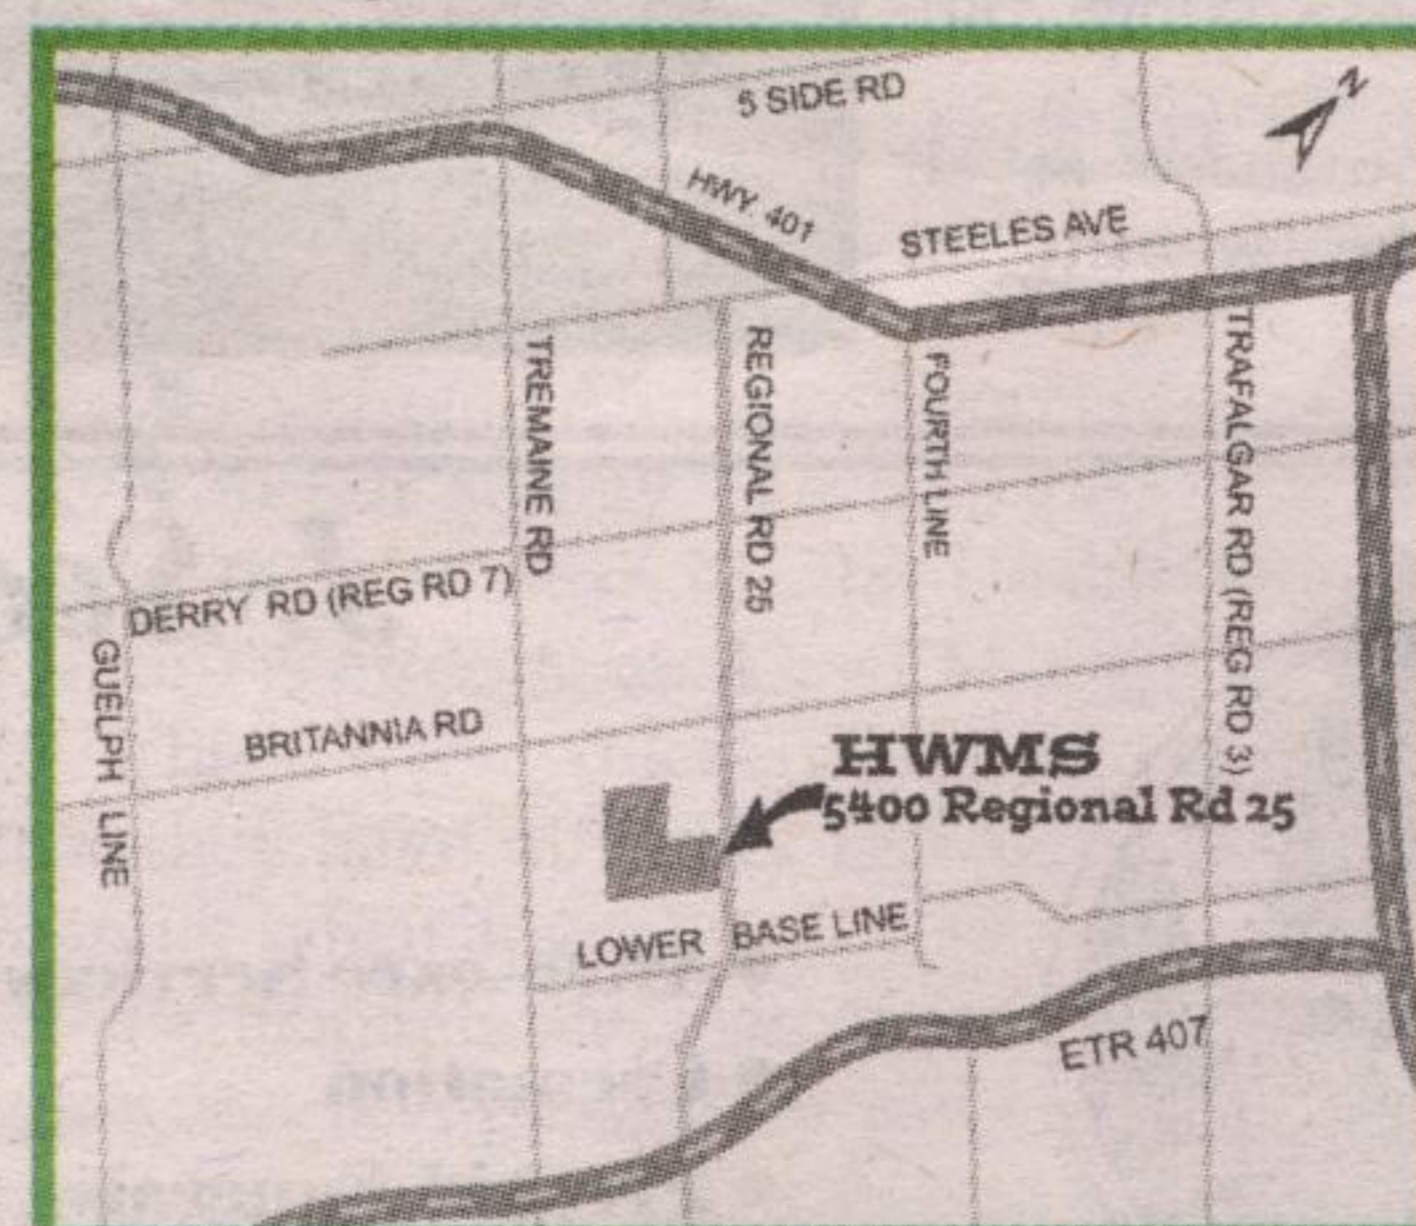 5 SIDE RD
N
HWY. 401
STEELES AVE
TREMAINE RD
REGIONAL RD 25
FOURTH LINE
TRAFALGAR RD (REG RD 3)
DERRY RD (REG RD 7)
GUELPH LINE
BRITANNIA RD
HWMS
5400 Regional Rd 25
LOWER BASE LINE
ETR 407